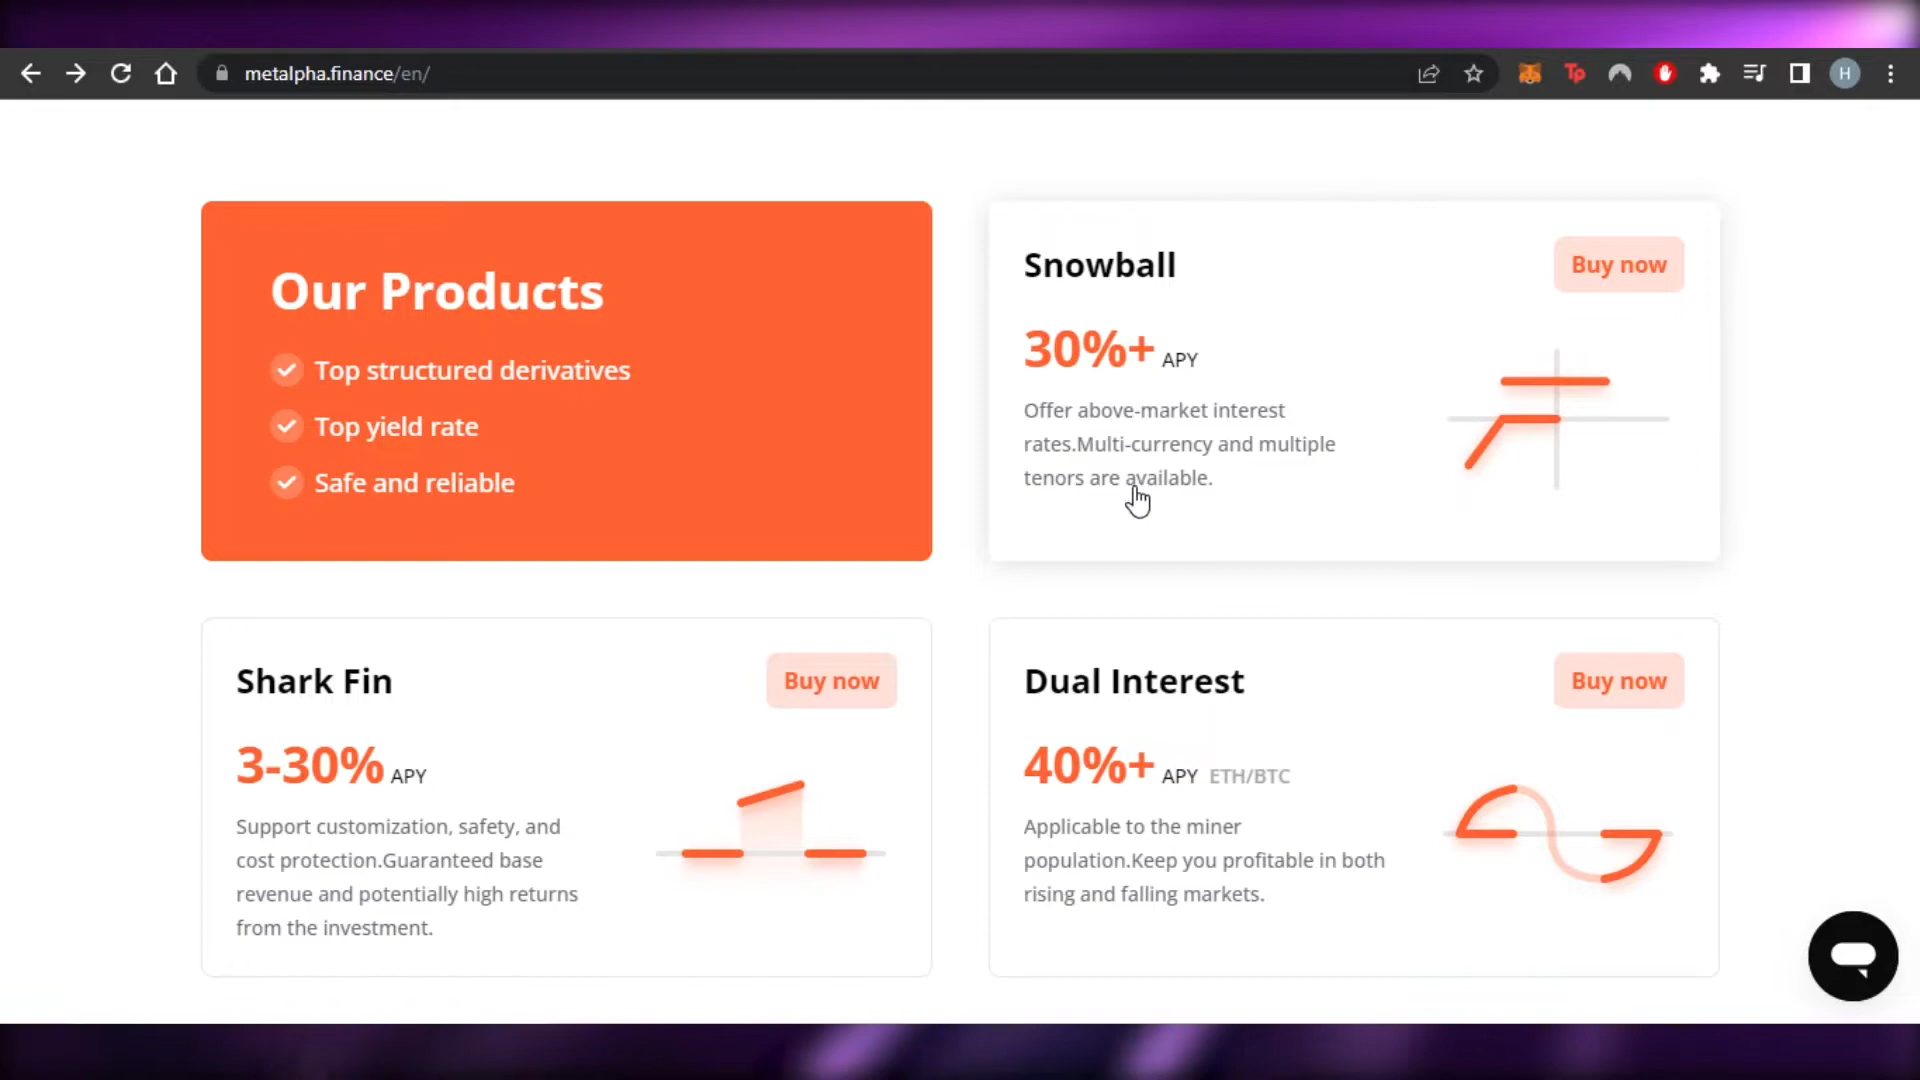 metalpha.finance/en/
Tp
H
Our Products
Top structured derivatives
Top yield rate
Safe and reliable
Snowball
Buy now
30%+ APY
Offer above-market interest
rates.Multi-currency and multiple
tenors are available.
Shark Fin
Buy now
3-30% APY
Support customization, safety, and
cost protection.Guaranteed base
revenue and potentially high returns
from the investment.
Dual Interest
Buy now
40%+ APY ETH/BTC
Applicable to the miner
population.Keep you profitable in both
rising and falling markets.